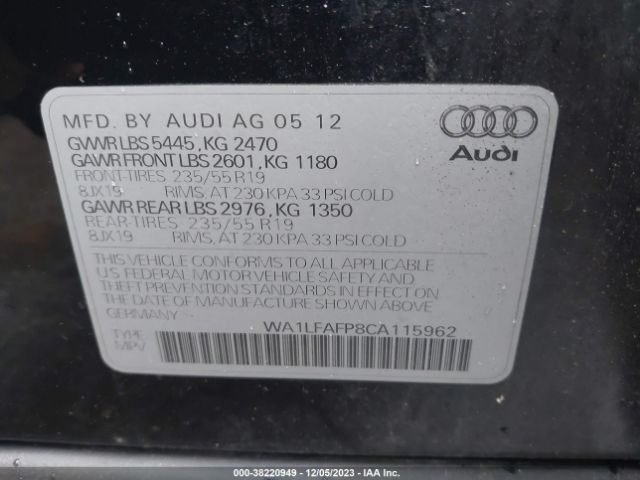 MFD. BY AUDI AG 05 12
GVWR LBS 5445, KG 2470
GAWR FRONT LBS 2601, KG 1180
FRONT-TIRES 235/55 R19
8JX19 RIMS, AT 230 KPA 33 PSI COLD
GAWR REAR LBS 2976, KG 1350
REAR-TIRES 235/55 R19
8JX19 RIMS, AT 230 KPA 33 PSI COLD
THIS VEHICLE CONFORMS TO ALL APPLICABLE
U.S FEDERAL MOTOR VEHICLE SAFETY AND
THEFT PREVENTION STANDARDS IN EFFECT ON
THE DATE OF MANUFACTURE SHOWN ABOVE
GERMANY
WA1LFAFP8CA115962
TYPE
MPV
Audi
000-38220949 - 12/05/2023 - IAA Inc.